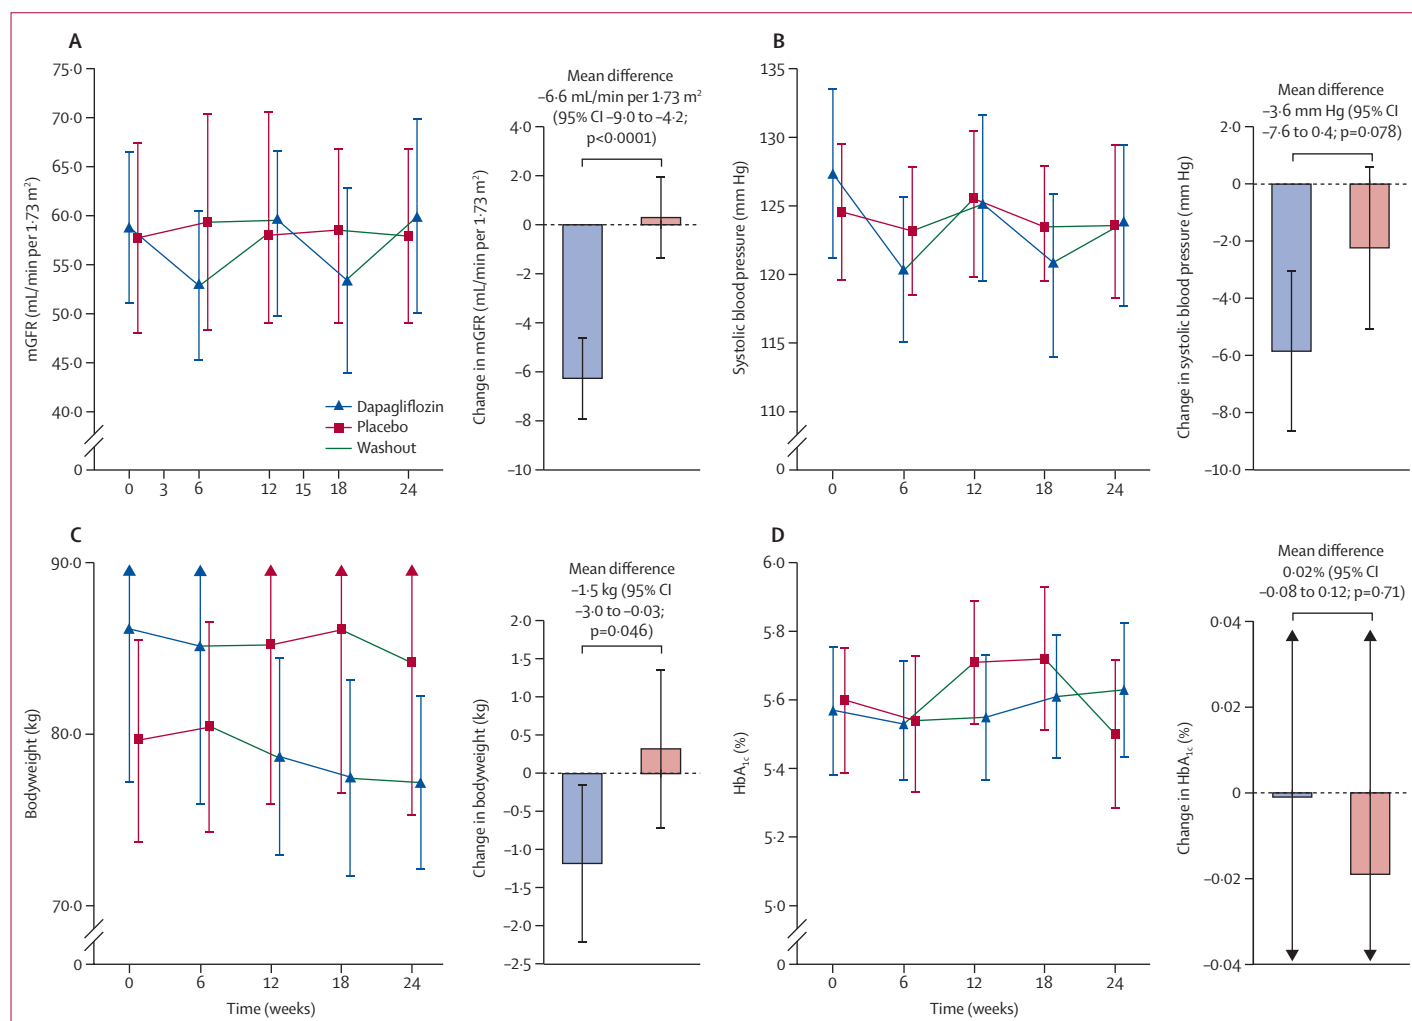 A
75·0
70·0
65·0
60·0
55·0
50·0
45·0
40·0
0
mGFR (mL/min per 1·73 m²)
0 3 6 12 15 18 24
Dapagliflozin
Placebo
Washout
Mean difference
–6·6 mL/min per 1·73 m²
(95% CI –9·0 to –4·2;
p<0·0001)
4·0
2·0
0
–2
–4
–6
–8
–10
Change in mGFR (mL/min per 1·73 m²)
B
135
130
125
120
115
110
0
Systolic blood pressure (mm Hg)
0 6 12 18 24
Mean difference
–3·6 mm Hg (95% CI
–7·6 to 0·4; p=0·078)
2·0
0
–2·0
–4·0
–6·0
–8·0
–10·0
Change in systolic blood pressure (mm Hg)
C
90·0
80·0
70·0
0
Bodyweight (kg)
0 6 12 18 24
Time (weeks)
Mean difference
–1·5 kg (95% CI
–3·0 to –0·03;
p=0·046)
2·0
1·5
1·0
0·5
0
–0·5
–1·0
–1·5
–2·0
–2·5
Change in bodyweight (kg)
D
6·0
5·8
5·6
5·4
5·2
5·0
0
HbA1c (%)
0 6 12 18 24
Time (weeks)
Mean difference
0·02% (95% CI
–0·08 to 0·12; p=0·71)
0·04
0·02
0
–0·02
–0·04
Change in HbA1c (%)